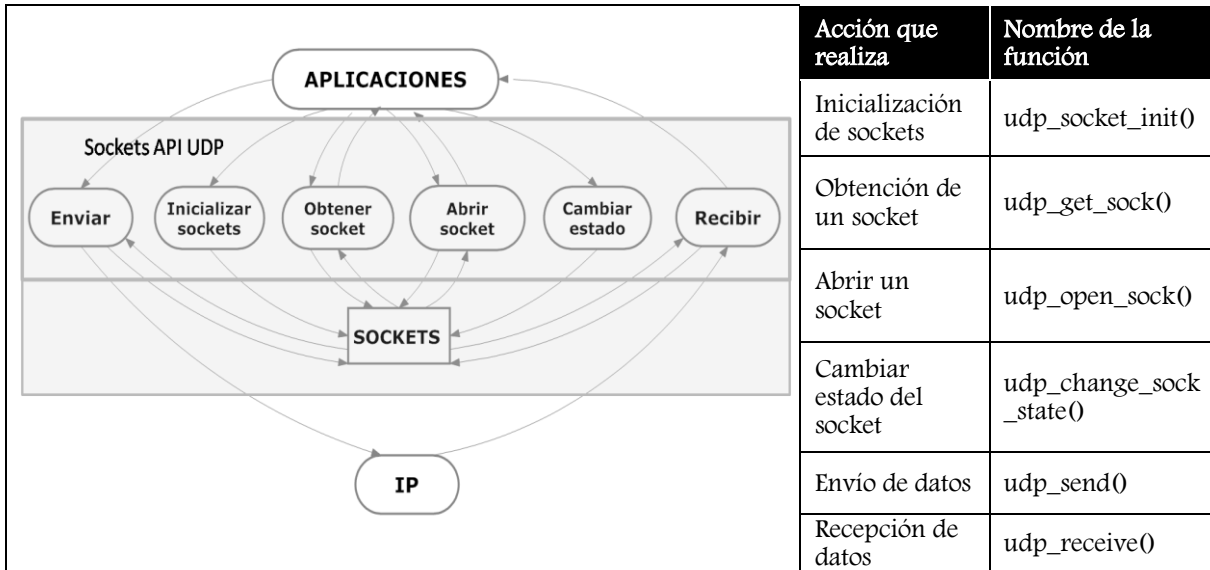 APLICACIONES
Sockets API UDP
Enviar
Inicializar
sockets
Obtener
socket
Abrir
socket
Cambiar
estado
Recibir
SOCKETS
IP
Acción que
realiza
Nombre de la
función
Inicialización
de sockets
udp_socket_init()
Obtención de
un socket
udp_get_sock()
Abrir un
socket
udp_open_sock()
Cambiar
estado del
socket
udp_change_sock
_state()
Envío de datos
udp_send()
Recepción de
datos
udp_receive()